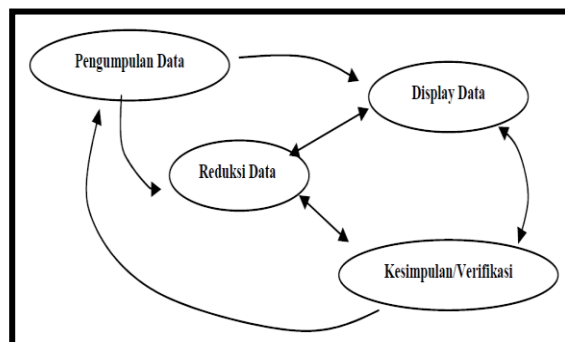 Pengumpulan Data
Display Data
Reduksi Data
Kesimpulan/Verifikasi